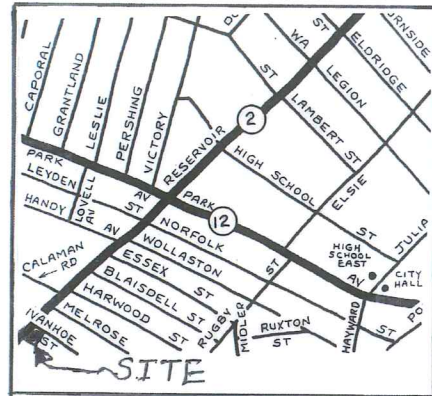 CAPORAL
GRANTLAND
LESLIE
PERSHING
VICTORY
RESERVOIR
ST
WA
ST
ELDRIDGE
LEGION
LAMBERT ST
2
HIGH SCHOOL ST
ELSIE ST
PARK AV
PARK AV
12
LEYDEN ST
HANDY AV
LOVELL AV
NORFOLK
WOLLASTON ST
ESSEX ST
BLAISDELL ST
HARWOOD ST
MELROSE
CALAMAN RD
IVANHOE ST
RUGBY
MIDLER
RUXTON ST
HIGH SCHOOL EAST
CITY HALL
JULIA
HAYWARD
PO
SITE